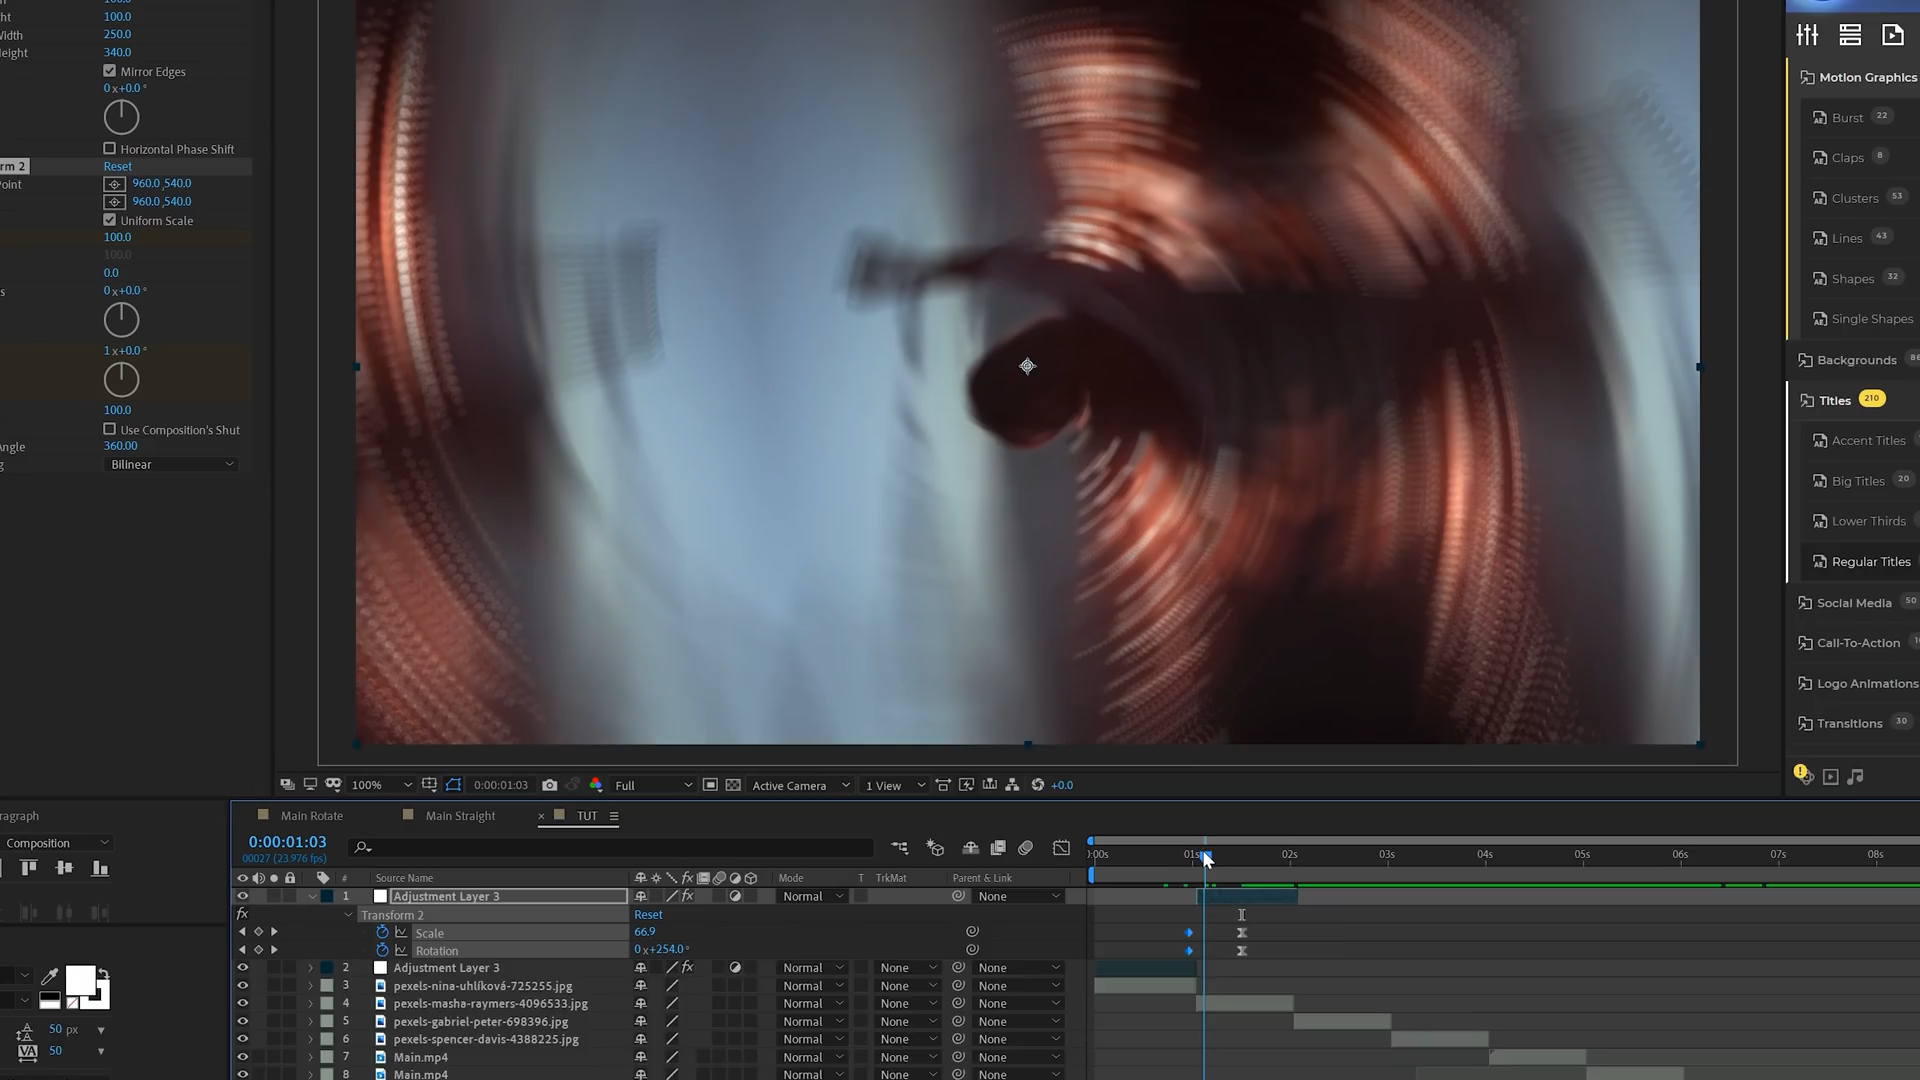 100.0
ght
100.0
Width
250.0
Height
340.0
Mirror Edges
0 x+0.0 °
Horizontal Phase Shift
rm 2
Reset
Point
960.0 ,540.0
960.0 ,540.0
Uniform Scale
100.0
100.0
0.0
s
0 x+0.0 °
1 x+0.0 °
100.0
Use Composition's Shut
Angle
360.00
g
Bilinear
Motion Graphics
Burst 22
Claps 8
Clusters 53
Lines 43
Shapes 32
Single Shapes
Backgrounds 86
Titles 210
Accent Titles
Big Titles 20
Lower Thirds
Regular Titles
Social Media 50
Call-To-Action
Logo Animations
Transitions 30
100%
0:00:01:03
Full
Active Camera
1 View
+0.0
aragraph
Composition
50 px
50
Main Rotate
Main Straight
× TUT
0:00:01:03
00027 (23.976 fps)
:00s 01s 02s 03s 04s 05s 06s 07s 08s
# Source Name Mode T TrkMat Parent & Link
1 Adjustment Layer 3 Normal None
Transform 2 Reset
Scale 66.9
Rotation 0 x+254.0 °
2 Adjustment Layer 3 Normal None None
3 pexels-nina-uhlíková-725255.jpg Normal None None
4 pexels-masha-raymers-4096533.jpg Normal None None
5 pexels-gabriel-peter-698396.jpg Normal None None
6 pexels-spencer-davis-4388225.jpg Normal None None
7 Main.mp4 Normal None None
8 Main.mp4 Normal None None